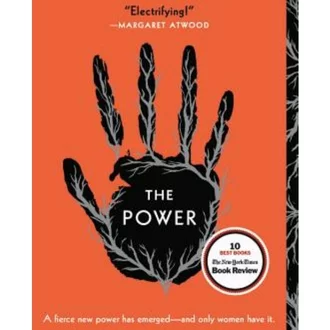 "Electrifying!"
—MARGARET ATWOOD
THE
POWER
10
BEST BOOKS
The New York Times
Book Review
A fierce new power has emerged—and only women have it.